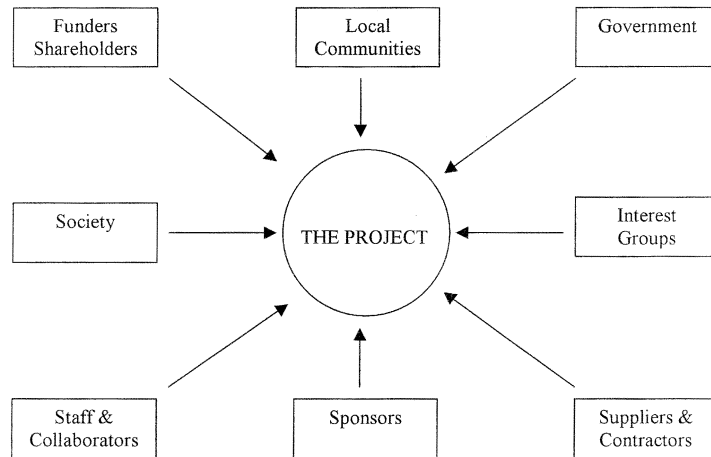 Funders
Shareholders
Local
Communities
Government
Society
THE PROJECT
Interest
Groups
Staff &
Collaborators
Sponsors
Suppliers &
Contractors